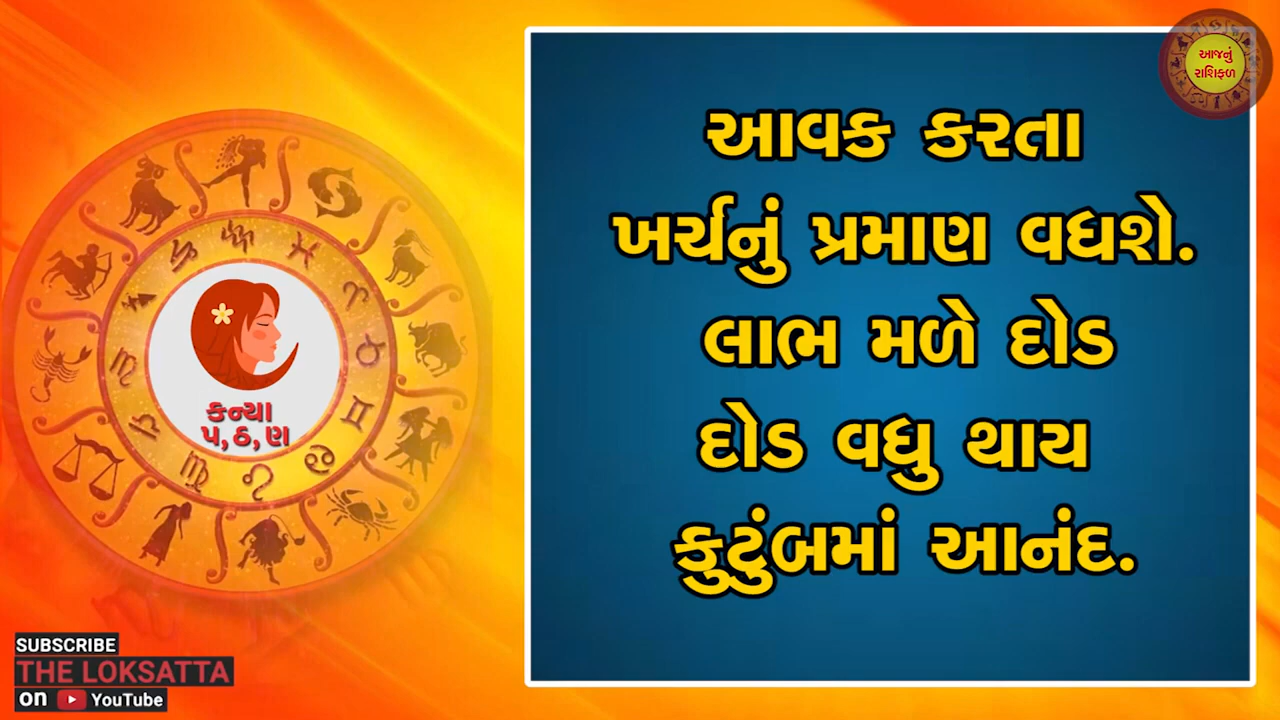 આજનું
રાશિફળ
આવક કરતા
ખર્ચનું પ્રમાણ વધશે.
લાભ મળે દોડ
દોડ વધુ થાય
કુટુંબમાં આનંદ.
કન્યા
પ, ઠ, ણ
SUBSCRIBE
THE LOKSATTA
on YouTube